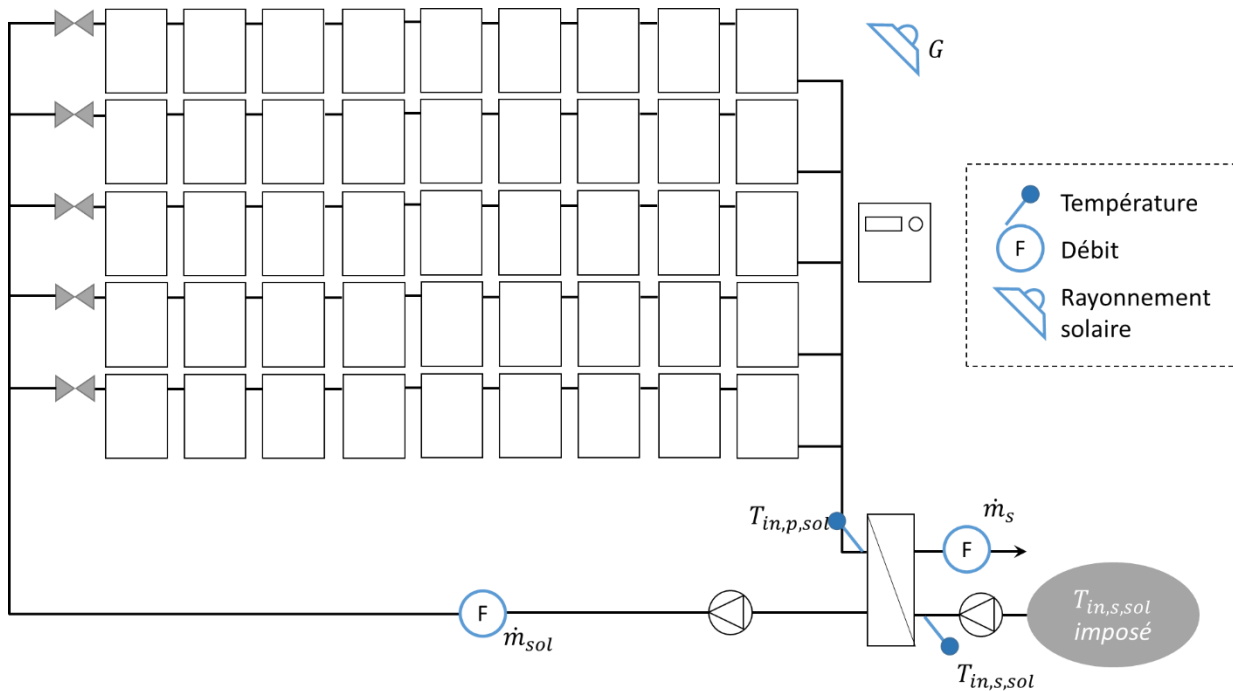 G
Température
F
Débit
Rayonnement
solaire
T_{in,p,sol}
ṁ_s
F
F
ṁ_{sol}
T_{in,s,sol}
imposé
T_{in,s,sol}